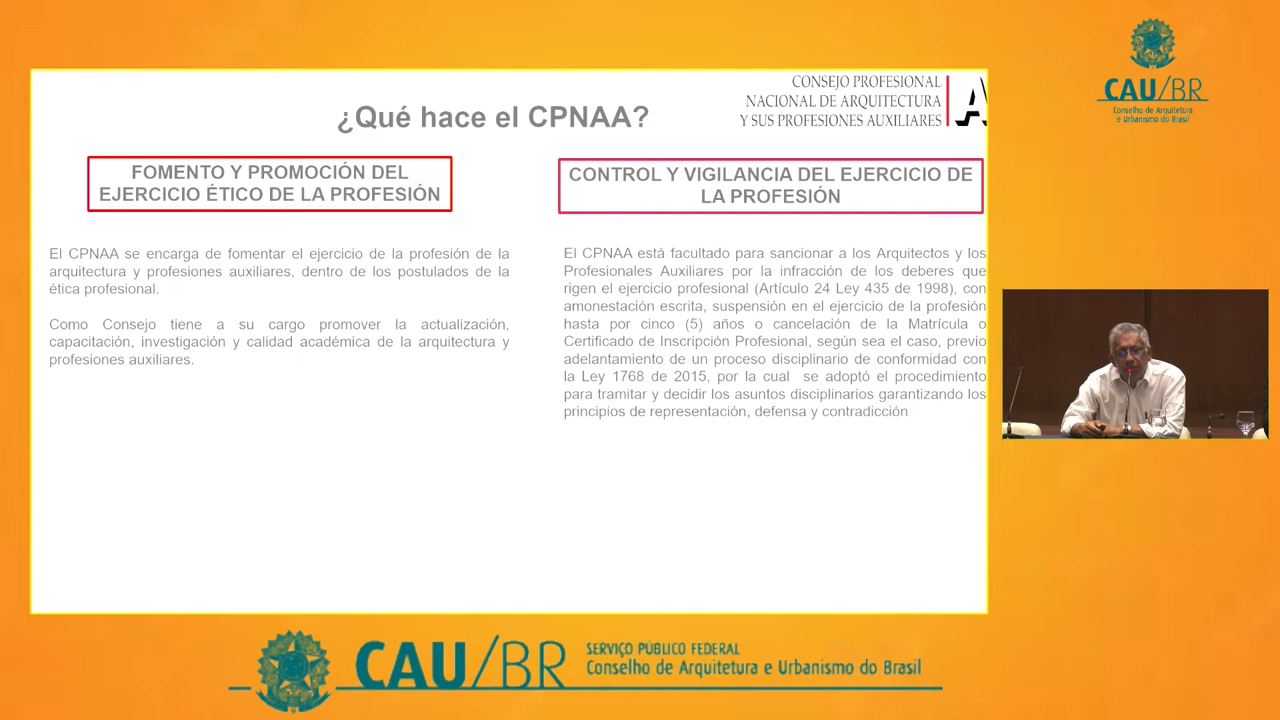 ¿Qué hace el CPNAA?
CONSEJO PROFESIONAL
NACIONAL DE ARQUITECTURA
Y SUS PROFESIONES AUXILIARES
A
FOMENTO Y PROMOCIÓN DEL
EJERCICIO ÉTICO DE LA PROFESIÓN
El CPNAA se encarga de fomentar el ejercicio de la profesión de la
arquitectura y profesiones auxiliares, dentro de los postulados de la
ética profesional.
Como Consejo tiene a su cargo promover la actualización,
capacitación, investigación y calidad académica de la arquitectura y
profesiones auxiliares.
CONTROL Y VIGILANCIA DEL EJERCICIO DE
LA PROFESIÓN
El CPNAA está facultado para sancionar a los Arquitectos y los
Profesionales Auxiliares por la infracción de los deberes que
rigen el ejercicio profesional (Artículo 24 Ley 435 de 1998), con
amonestación escrita, suspensión en el ejercicio de la profesión
hasta por cinco (5) años o cancelación de la Matrícula o
Certificado de Inscripción Profesional, según sea el caso, previo
adelantamiento de un proceso disciplinario de conformidad con
la Ley 1768 de 2015, por la cual se adoptó el procedimiento
para tramitar y decidir los asuntos disciplinarios garantizando los
principios de representación, defensa y contradicción
CAU/BR
Conselho de Arquitetura
e Urbanismo do Brasil
CAU/BR
SERVIÇO PÚBLICO FEDERAL
Conselho de Arquitetura e Urbanismo do Brasil